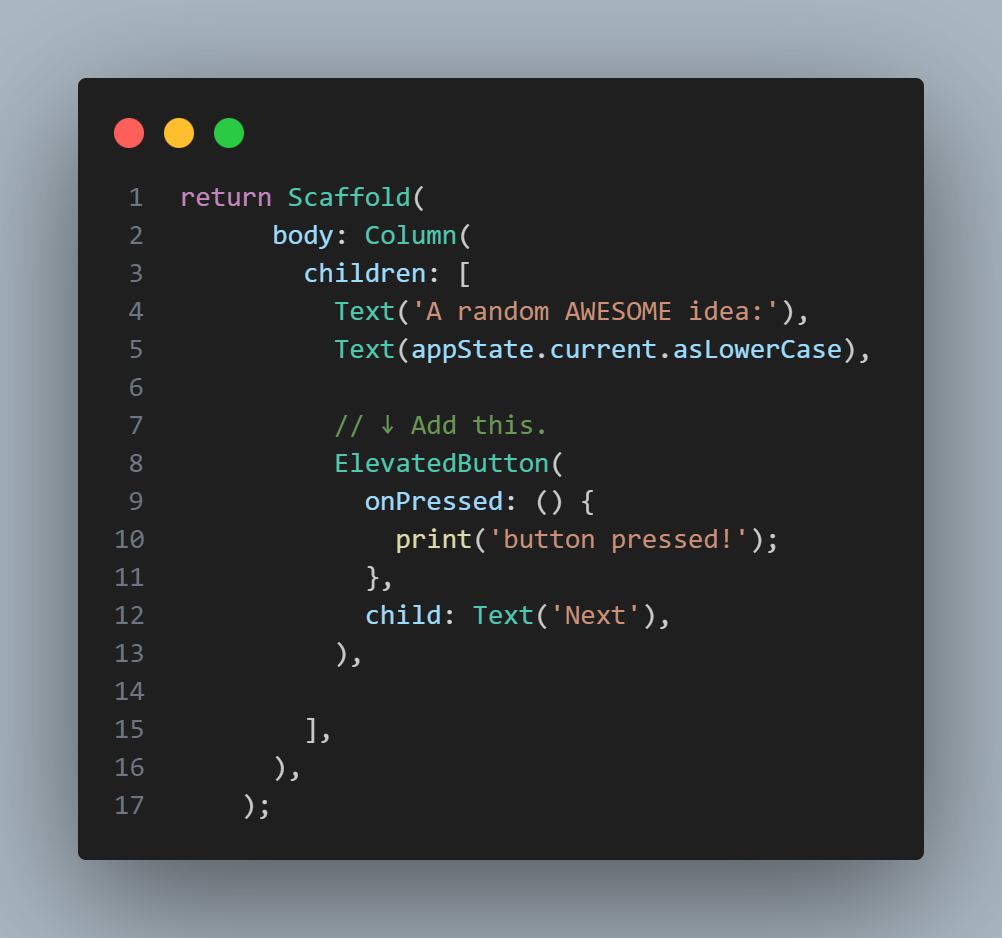 1 return Scaffold(
2       body: Column(
3         children: [
4           Text('A random AWESOME idea:'),
5           Text(appState.current.asLowerCase),
6
7           // ↓ Add this.
8           ElevatedButton(
9             onPressed: () {
10               print('button pressed!');
11             },
12             child: Text('Next'),
13           ),
14
15         ],
16       ),
17     );